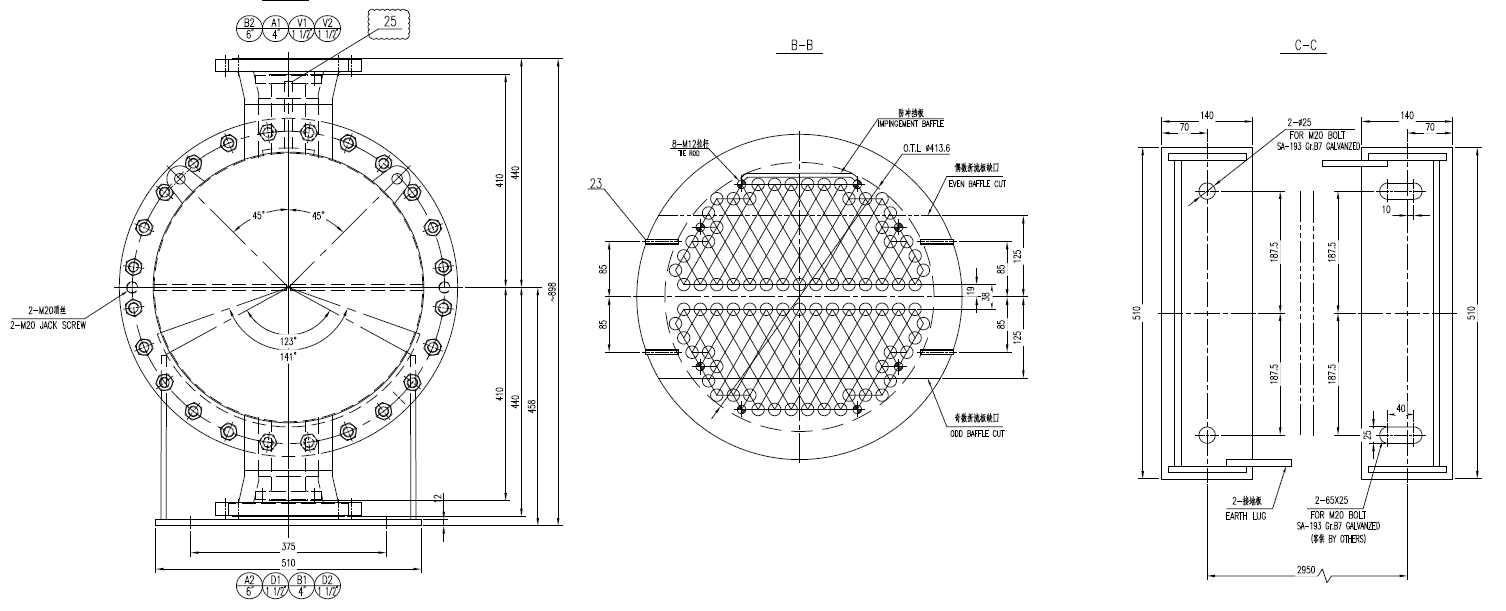 B2 A1 V1 V2
6" 4" 1 1/2" 1 1/2"
25
45° 45°
123°
141°
410
440
~898
410
440
458
12
2-M20顶丝
2-M20 JACK SCREW
375
510
A2 D1 B1 D2
6" 1 1/2" 4" 1 1/2"
B-B
防冲挡板
IMPINGEMENT BAFFLE
8-M12拉杆
TIE ROD
O.T.L Ø413.6
偶数折流板缺口
EVEN BAFFLE CUT
23
85
85
19
38
85
125
85
125
奇数折流板缺口
ODD BAFFLE CUT
C-C
140
70
2-Ø25
FOR M20 BOLT
SA-193 Gr.B7 GALVANZED
140
70
10
187.5
187.5
510
510
187.5
187.5
40
25
2-接地板
EARTH LUG
2-65X25
FOR M20 BOLT
SA-193 Gr.B7 GALVANZED
BY OTHERS)
2950